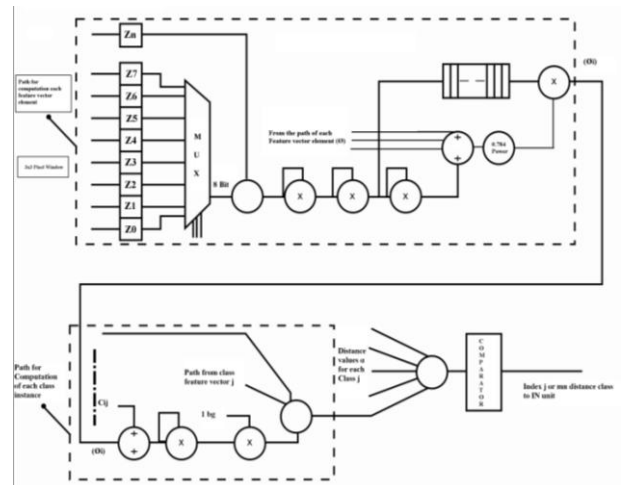 Zn
Path for
computation each
feature vector
element
3x3 Pixel Window
Z7
Z6
Z5
Z4
Z3
Z2
Z1
Z0
M
U
X
8 Bit
X
X
X
From the path of each
Feature vector element (Θ)
+
+
0.784
Power
X
(Θi)
Path for
Computation
of each class
instance
Cij
(Θi)
+
+
X
1 bg
X
Path from class
feature vector j
Distance
values α
for each
Class j
C
O
M
P
A
R
A
T
O
R
Index j or mn distance class
to IN unit